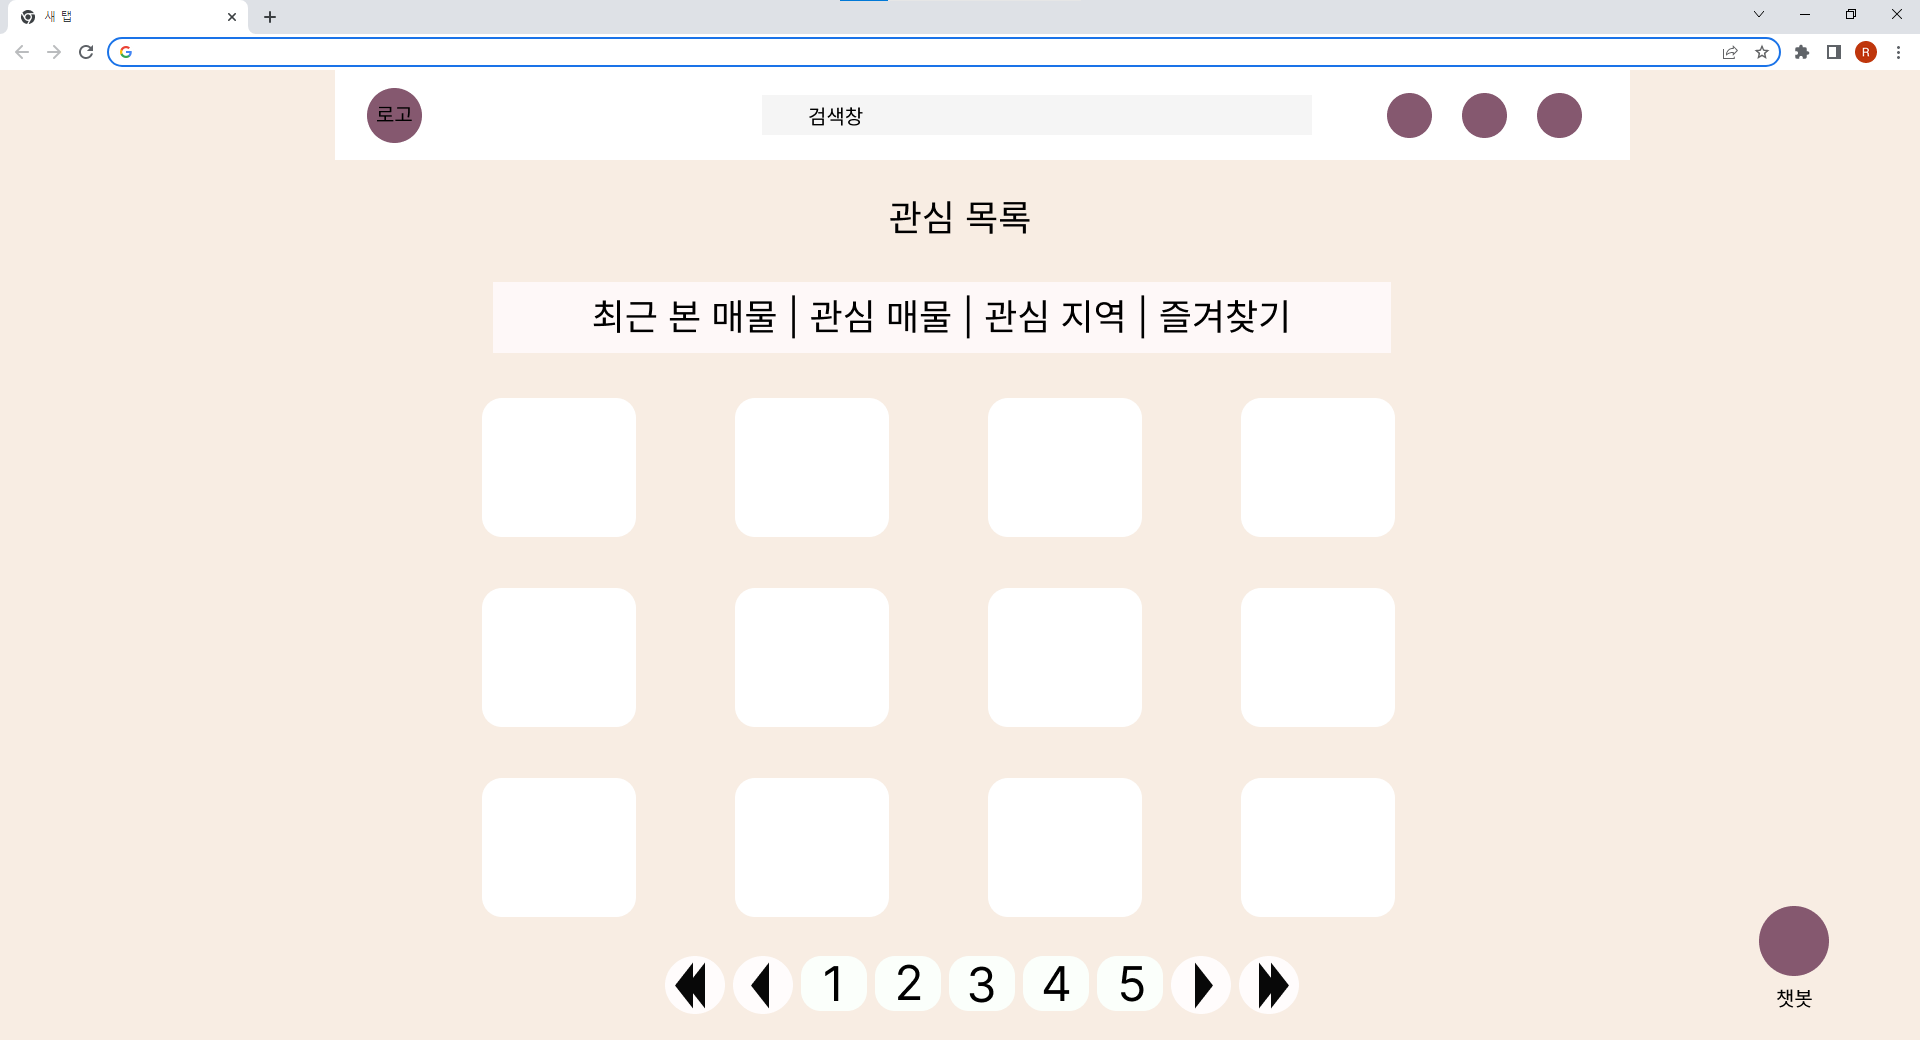 새 탭
R
로고
검색창
관심 목록
최근 본 매물 | 관심 매물 | 관심 지역 | 즐겨찾기
1 2 3 4 5
챗봇